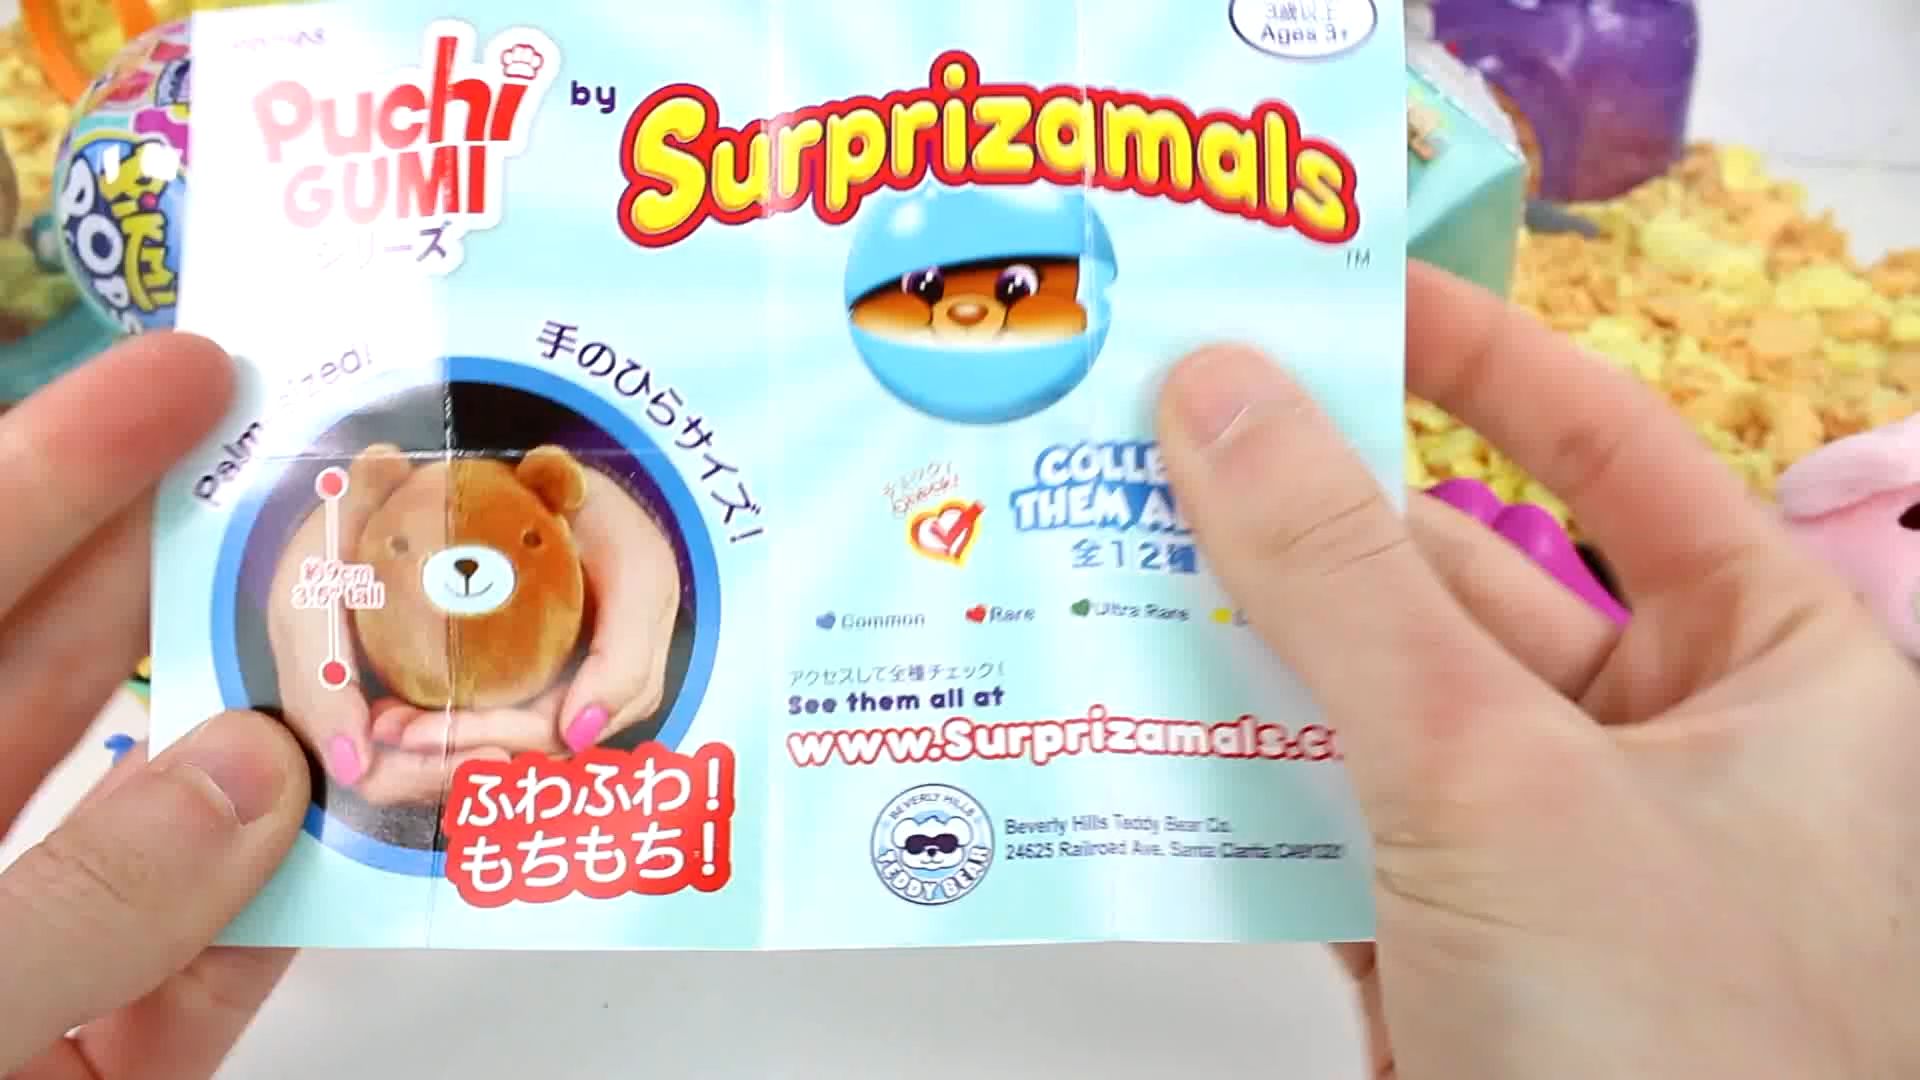 3歳以上
Ages 3+
Puchi
GUMI
シリーズ
by
Surprizamals
TM
手のひらサイズ!
約9cm
3.5" tall
THEM
全12種
Common
Rare
Ultra Rare
アクセスして全種チェック!
See them all at
www.Surprizamals.c
ふわふわ!
もちもち!
BEVERLY HILLS
TEDDY BEAR
Beverly Hills Teddy Bear Co.
24625 Railroad Ave. Santa Clarita CA
POP